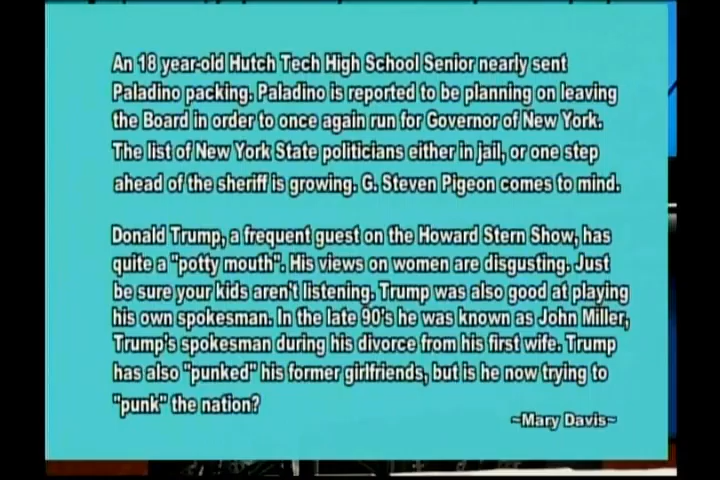 An 18 year-old Hutch Tech High School Senior nearly sent
Paladino packing. Paladino is reported to be planning on leaving
the Board in order to once again run for Governor of New York.
The list of New York State politicians either in jail, or one step
ahead of the sheriff is growing. G. Steven Pigeon comes to mind.
Donald Trump, a frequent guest on the Howard Stern Show, has
quite a "potty mouth". His views on women are disgusting. Just
be sure your kids aren't listening. Trump was also good at playing
his own spokesman. In the late 90's he was known as John Miller,
Trump's spokesman during his divorce from his first wife. Trump
has also "punked" his former girlfriends, but is he now trying to
"punk" the nation?
~Mary Davis~